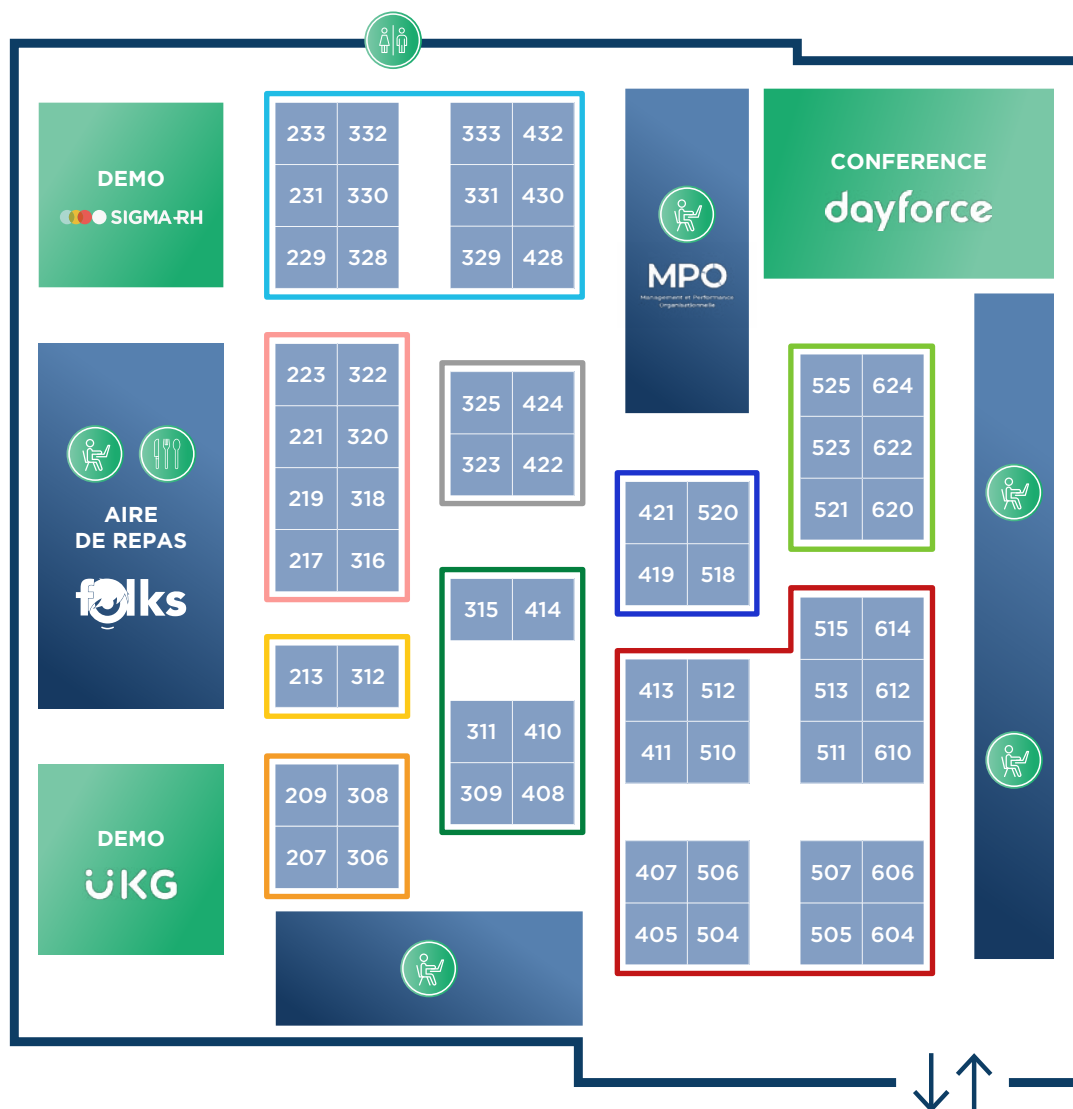 DEMO
SIGMA-RH
233 332
231 330
229 328
333 432
331 430
329 428
MPO
Management et Performance
Organisationnelle
CONFERENCE
dayforce
AIRE
DE REPAS
folks
223 322
221 320
219 318
217 316
325 424
323 422
421 520
419 518
525 624
523 622
521 620
213 312
315 414
311 410
309 408
515 614
413 512 513 612
411 510 511 610
DEMO
UKG
209 308
207 306
407 506 507 606
405 504 505 604